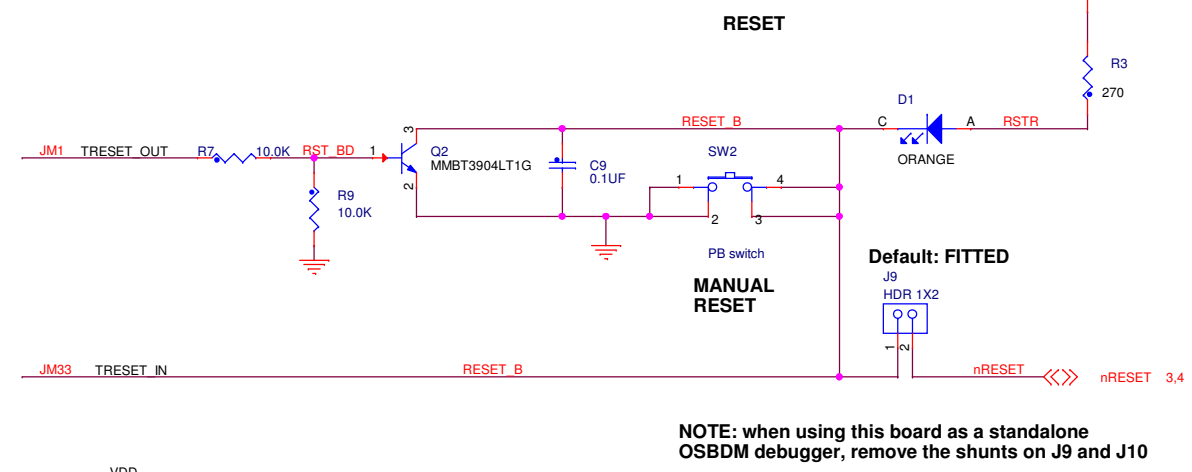 RESET
R3
270
D1
C
A
RSTR
ORANGE
RESET_B
3
JM1
TRESET_OUT
R7
10.0K
RST_BD
1
Q2
MMBT3904LT1G
2
C9
0.1UF
SW2
1
4
2
3
PB switch
R9
10.0K
MANUAL
RESET
Default: FITTED
J9
HDR 1X2
1
2
JM33
TRESET_IN
RESET_B
nRESET
nRESET 3,4
NOTE: when using this board as a standalone
OSBDM debugger, remove the shunts on J9 and J10
VDD